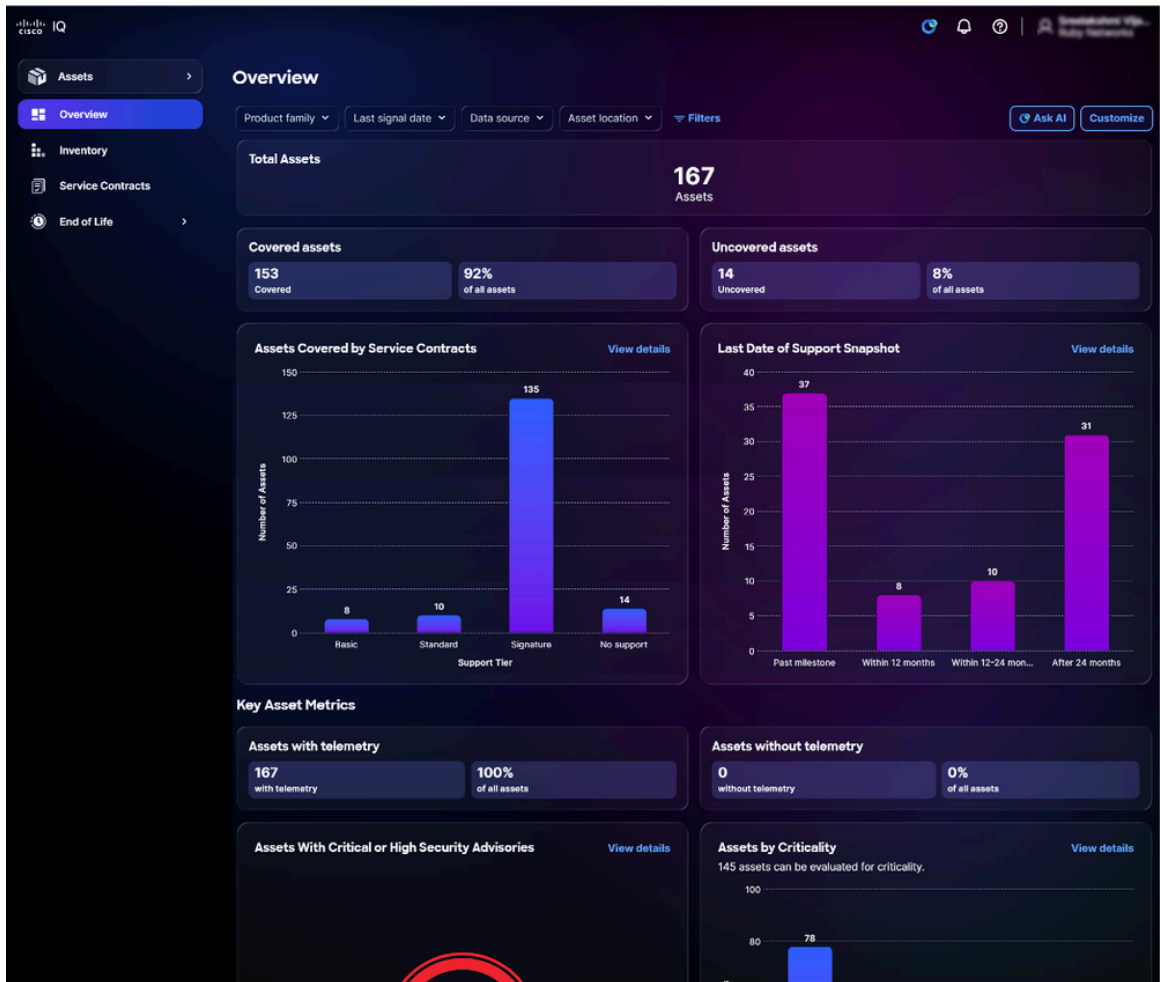 cisco IQ
Assets
Overview
Inventory
Service Contracts
End of Life
Overview
Product family
Last signal date
Data source
Asset location
Filters
Ask AI
Customize
Total Assets
167
Assets
Covered assets
153
Covered
92%
of all assets
Uncovered assets
14
Uncovered
8%
of all assets
Assets Covered by Service Contracts
View details
150
125
100
75
50
25
0
Number of Assets
8
10
135
14
Basic
Standard
Signature
No support
Support Tier
Last Date of Support Snapshot
View details
40
35
30
25
20
15
10
5
0
Number of Assets
37
8
10
31
Past milestone
Within 12 months
Within 12-24 mon...
After 24 months
Key Asset Metrics
Assets with telemetry
167
with telemetry
100%
of all assets
Assets without telemetry
0
without telemetry
0%
of all assets
Assets With Critical or High Security Advisories
View details
Assets by Criticality
View details
145 assets can be evaluated for criticality.
100
80
78